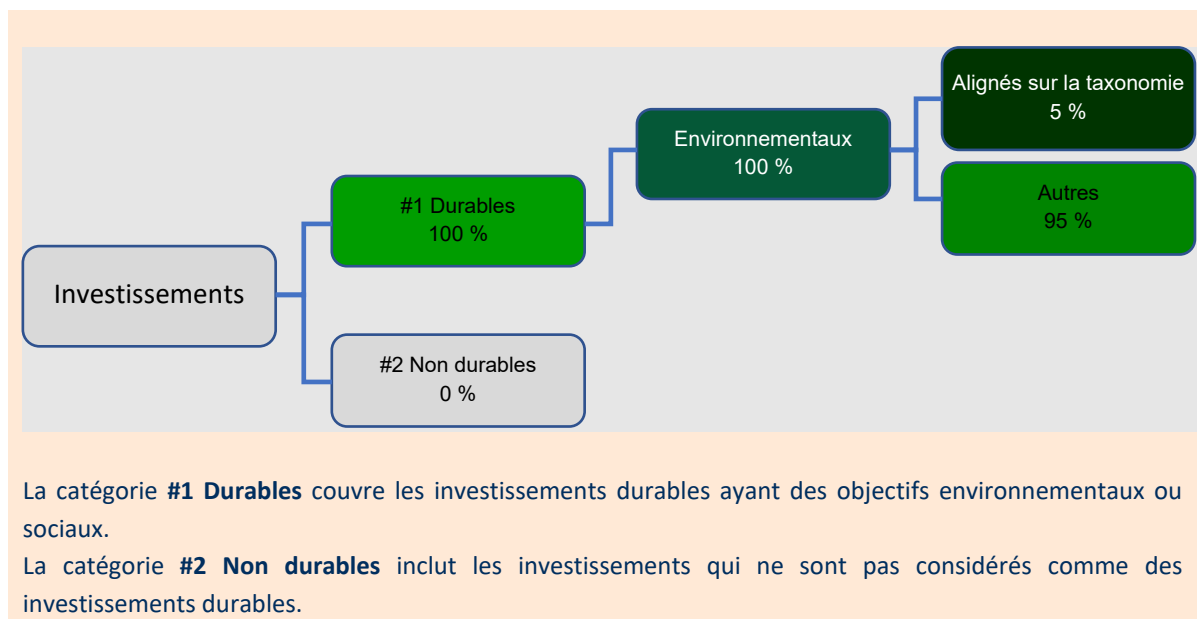 Alignés sur la taxonomie
5 %
Environnementaux
100 %
Autres
95 %
#1 Durables
100 %
Investissements
#2 Non durables
0 %
La catégorie #1 Durables couvre les investissements durables ayant des objectifs environnementaux ou
sociaux.
La catégorie #2 Non durables inclut les investissements qui ne sont pas considérés comme des
investissements durables.